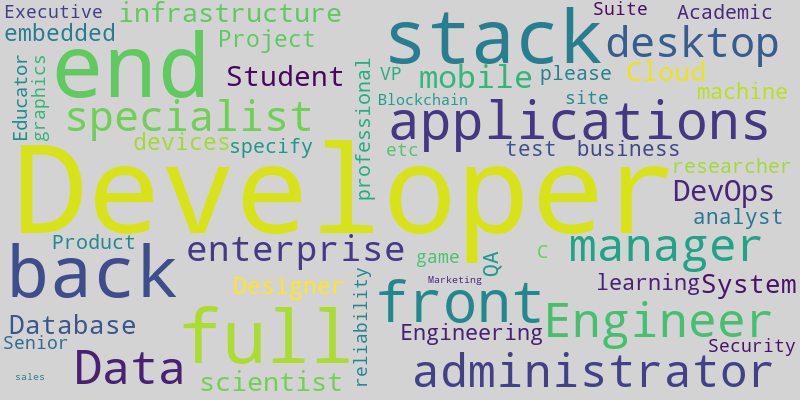 Executive
infrastructure
Suite
Academic
embedded
Project
end
stack
desktop
Educator
graphics
Student
VP
mobile
please
Cloud
machine
specialist
professional
Blockchain
site
applications
devices
specify
etc
test
business
Developer
researcher
DevOps
analyst
Product
enterprise
game
QA
C
manager
back
Designer
Marketing
learning
System
reliability
front
Database
full
Engineering
Engineer
Senior
Security
Data
scientist
administrator
sales